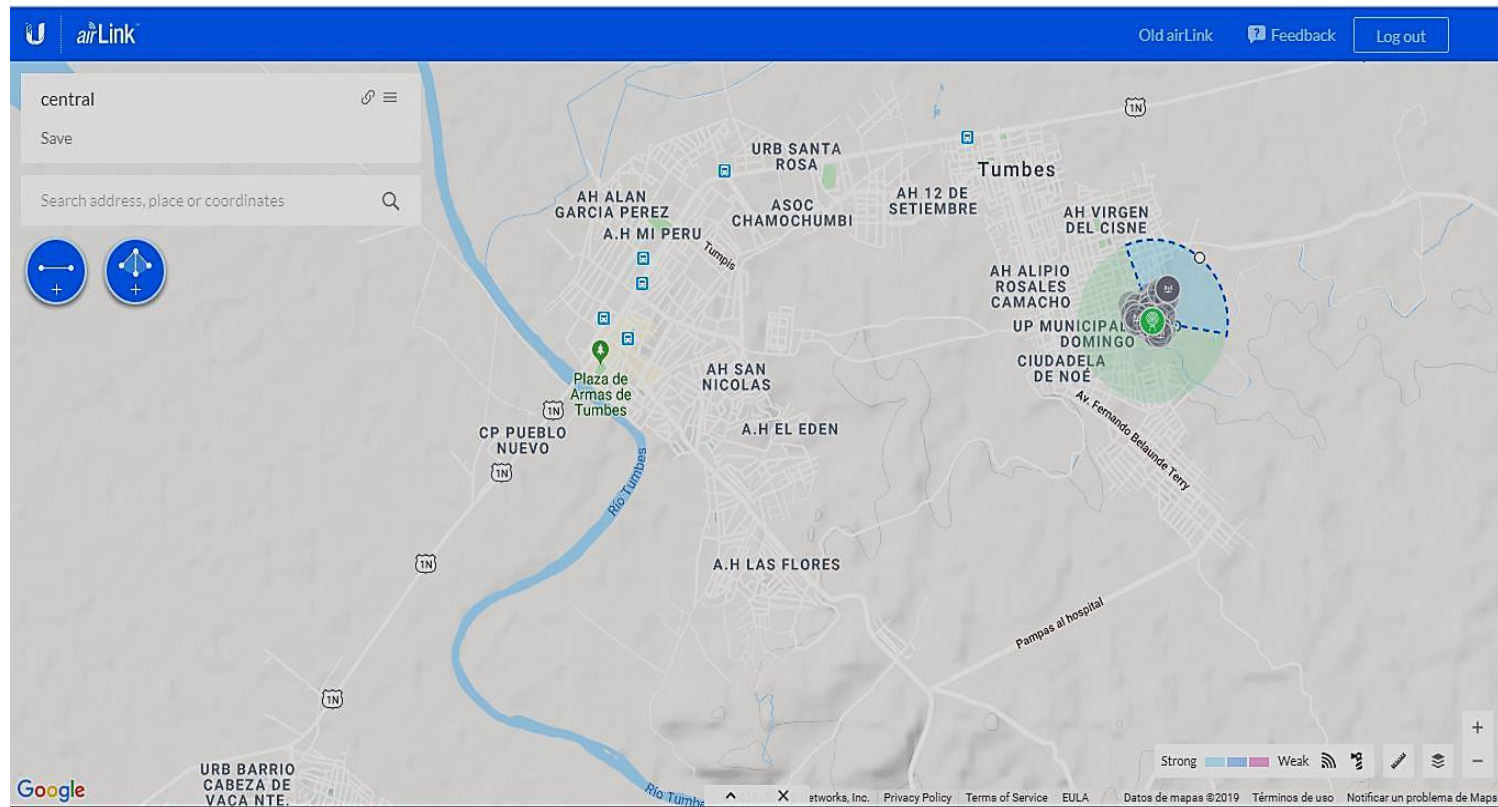 airLink
Old airLink
Feedback
Log out
central
Save
Search address, place or coordinates
1N
URB SANTA
ROSA
Tumbes
AH ALAN
GARCIA PEREZ
ASOC
CHAMOCHUMBI
AH 12 DE
SETIEMBRE
AH VIRGEN
DEL CISNE
A.H MI PERU
Tumpis
AH ALIPIO
ROSALES
CAMACHO
UP MUNICIPAL
DOMINGO
CIUDADELA
DE NOÉ
AH SAN
NICOLAS
Plaza de
Armas de
Tumbes
1N
Av. Fernando Belaunde Terry
CP PUEBLO
NUEVO
A.H EL EDEN
1N
Río Tumbes
1N
A.H LAS FLORES
Pampas al hospital
1N
URB BARRIO
CABEZA DE
VACA NTE.
Strong
Weak
Google
Río Tumbe
etworks, Inc.
Privacy Policy
Terms of Service
EULA
Datos de mapas ©2019
Términos de uso
Notificar un problema de Maps